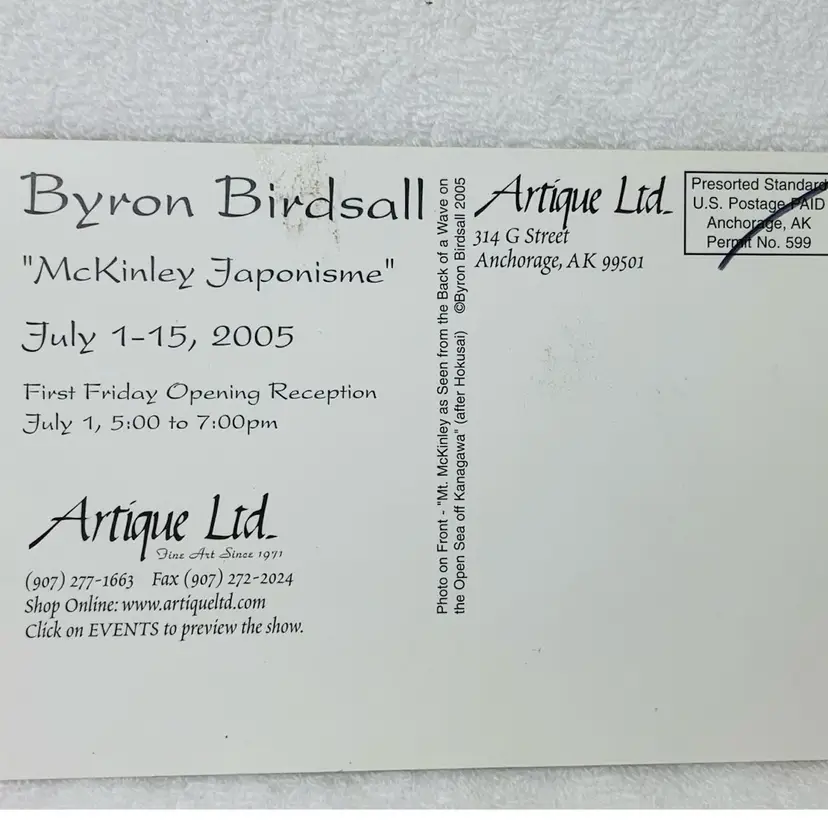 Byron Birdsall
"McKinley Japonisme"
July 1-15, 2005
First Friday Opening Reception
July 1, 5:00 to 7:00pm
Artique Ltd.
Fine Art Since 1971
(907) 277-1663 Fax (907) 272-2024
Shop Online: www.artiqueltd.com
Click on EVENTS to preview the show.
Photo on Front - "Mt. McKinley as Seen from the Back of a Wave on
the Open Sea off Kanagawa" (after Hokusai) ©Byron Birdsall 2005
Artique Ltd.
314 G Street
Anchorage, AK 99501
Presorted Standard
U.S. Postage PAID
Anchorage, AK
Permit No. 599